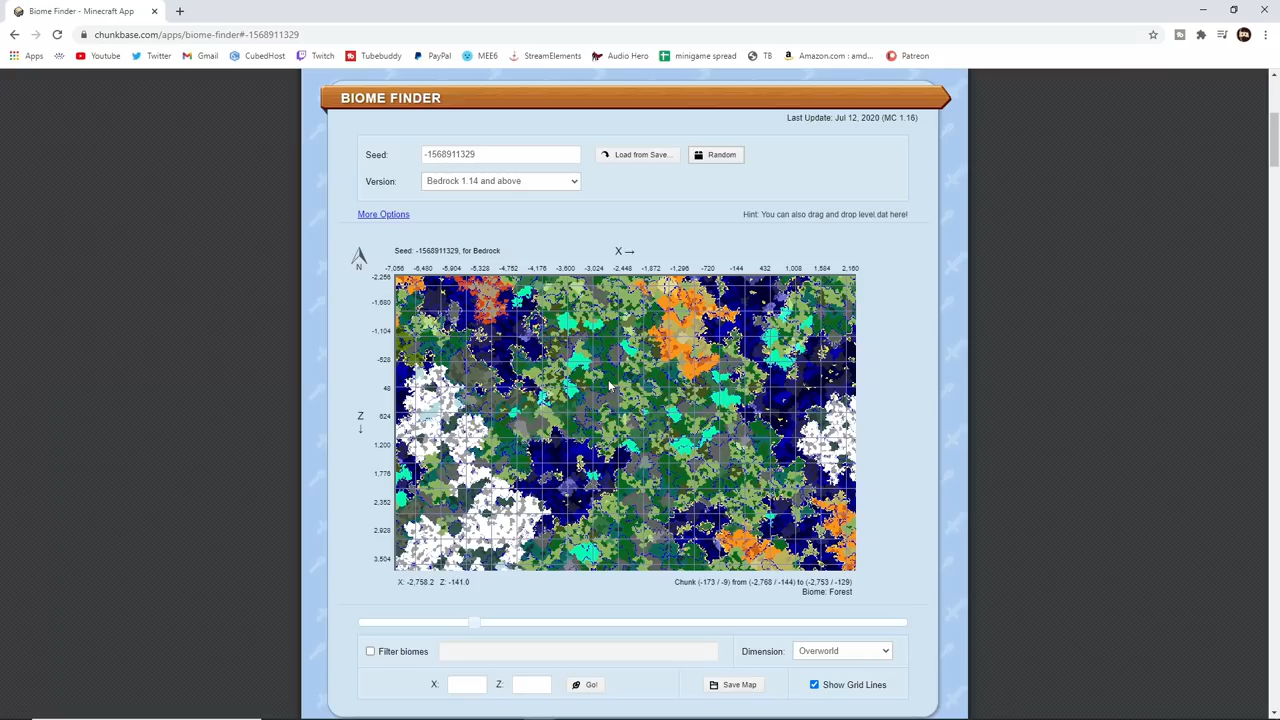 Biome Finder - Minecraft App
chunkbase.com/apps/biome-finder#-1568911329
Apps Youtube Twitter Gmail CubedHost Twitch Tubebuddy PayPal MEE6 StreamElements Audio Hero minigame spread TB Amazon.com : amd... Patreon
BIOME FINDER
Last Update: Jul 12, 2020 (MC 1.16)
Seed: -1568911329 Load from Save... Random
Version: Bedrock 1.14 and above
More Options Hint: You can also drag and drop level.dat here!
Seed: -1568911329, for Bedrock X →
N
-7,056 -6,480 -5,904 -5,328 -4,752 -4,176 -3,600 -3,024 -2,448 -1,872 -1,296 -720 -144 432 1,008 1,584 2,160
-2,256
-1,680
-1,104
-528
48
Z
624
↓
1,200
1,776
2,352
2,928
3,504
X: -2,758.2 Z: -141.0 Chunk (-173 / -9) from (-2,768 / -144) to (-2,753 / -129)
Biome: Forest
Filter biomes Dimension: Overworld
X: Z: Go! Save Map Show Grid Lines